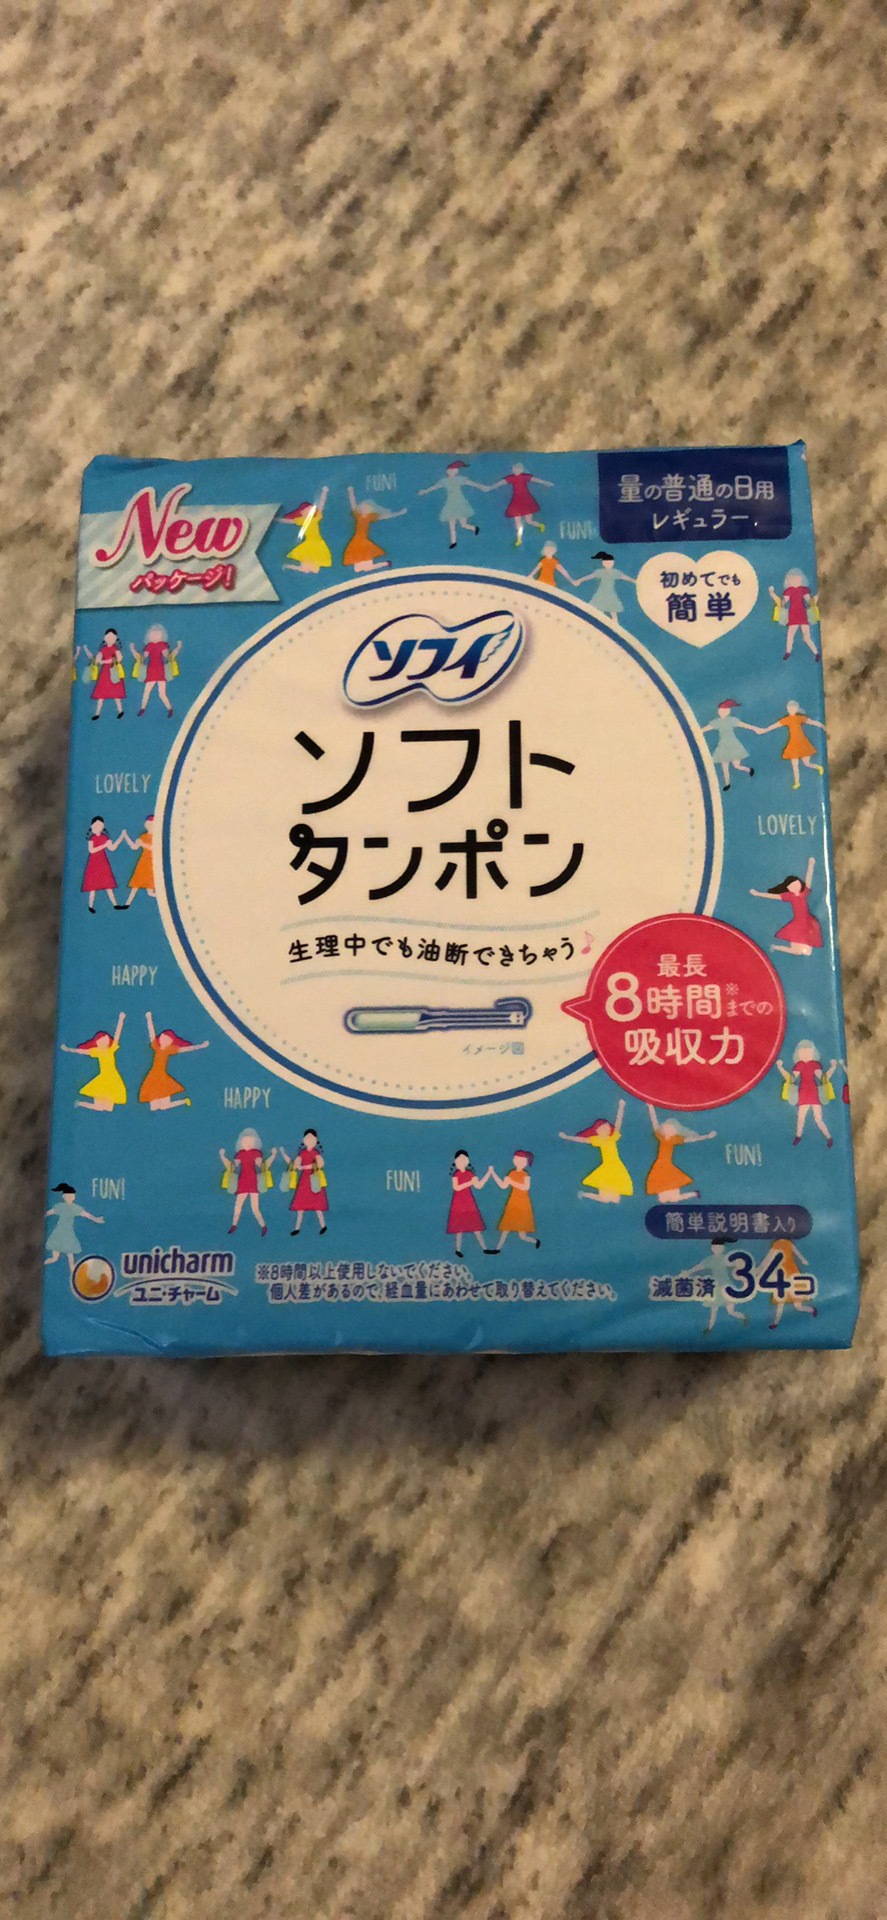 New
パッケージ!
FUN!
FUN!
量の普通の日用
レギュラー
初めてでも
簡単
ソフィ
ソフト
タンポン
生理中でも油断できちゃう♪
イメージ図
最長
8時間※までの
吸収力
LOVELY
LOVELY
HAPPY
HAPPY
FUN!
FUN!
FUN!
簡単説明書入り
unicharm
ユニ・チャーム
※8時間以上使用しないでください。
個人差があるので、経血量にあわせて取り替えてください。
滅菌済 34コ